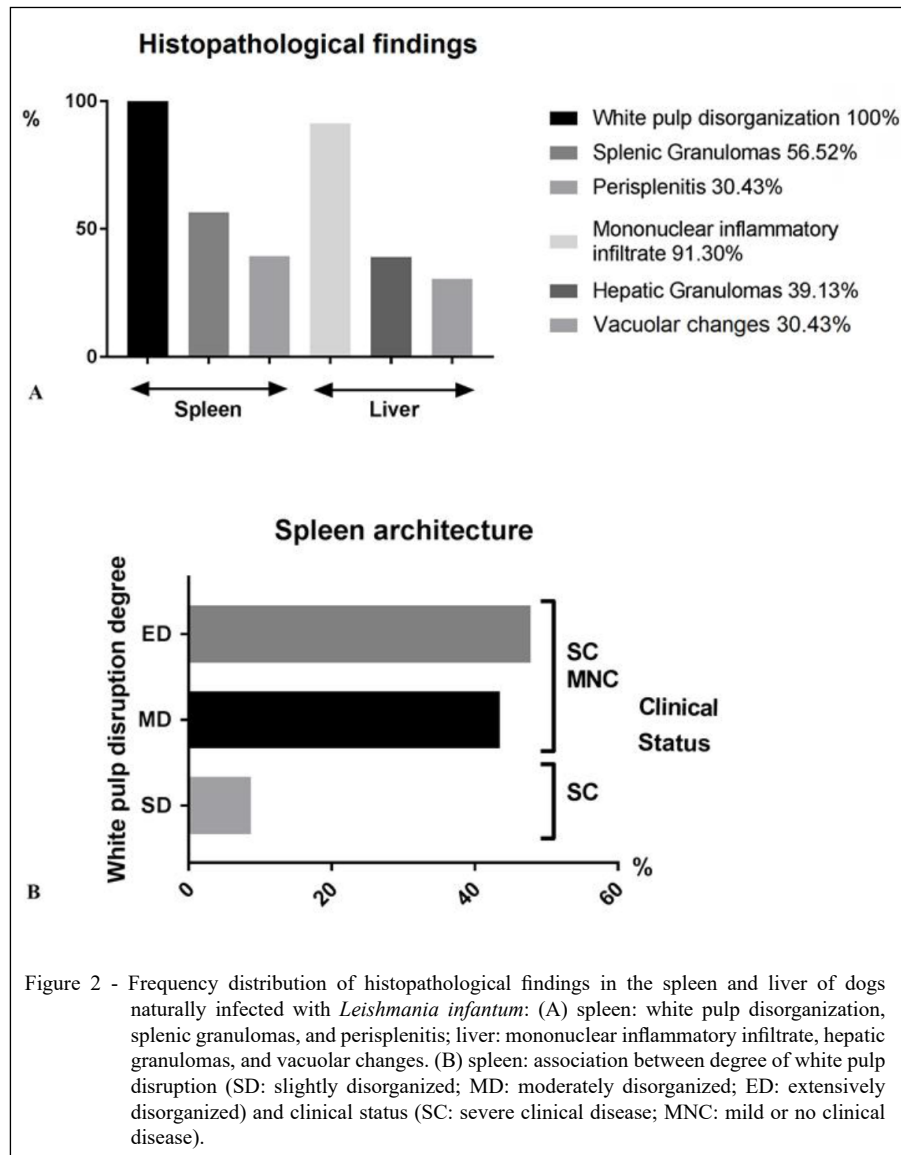 Histopathological findings
%
100
50
0
White pulp disorganization 100%
Splenic Granulomas 56.52%
Perisplenitis 30.43%
Mononuclear inflammatory
infiltrate 91.30%
Hepatic Granulomas 39.13%
Vacuolar changes 30.43%
A
Spleen
Liver
Spleen architecture
White pulp disruption degree
ED
MD
SD
SC
MNC
SC
Clinical
Status
0
20
40
60
%
B
Figure 2 - Frequency distribution of histopathological findings in the spleen and liver of dogs
naturally infected with Leishmania infantum: (A) spleen: white pulp disorganization,
splenic granulomas, and perisplenitis; liver: mononuclear inflammatory infiltrate, hepatic
granulomas, and vacuolar changes. (B) spleen: association between degree of white pulp
disruption (SD: slightly disorganized; MD: moderately disorganized; ED: extensively
disorganized) and clinical status (SC: severe clinical disease; MNC: mild or no clinical
disease).